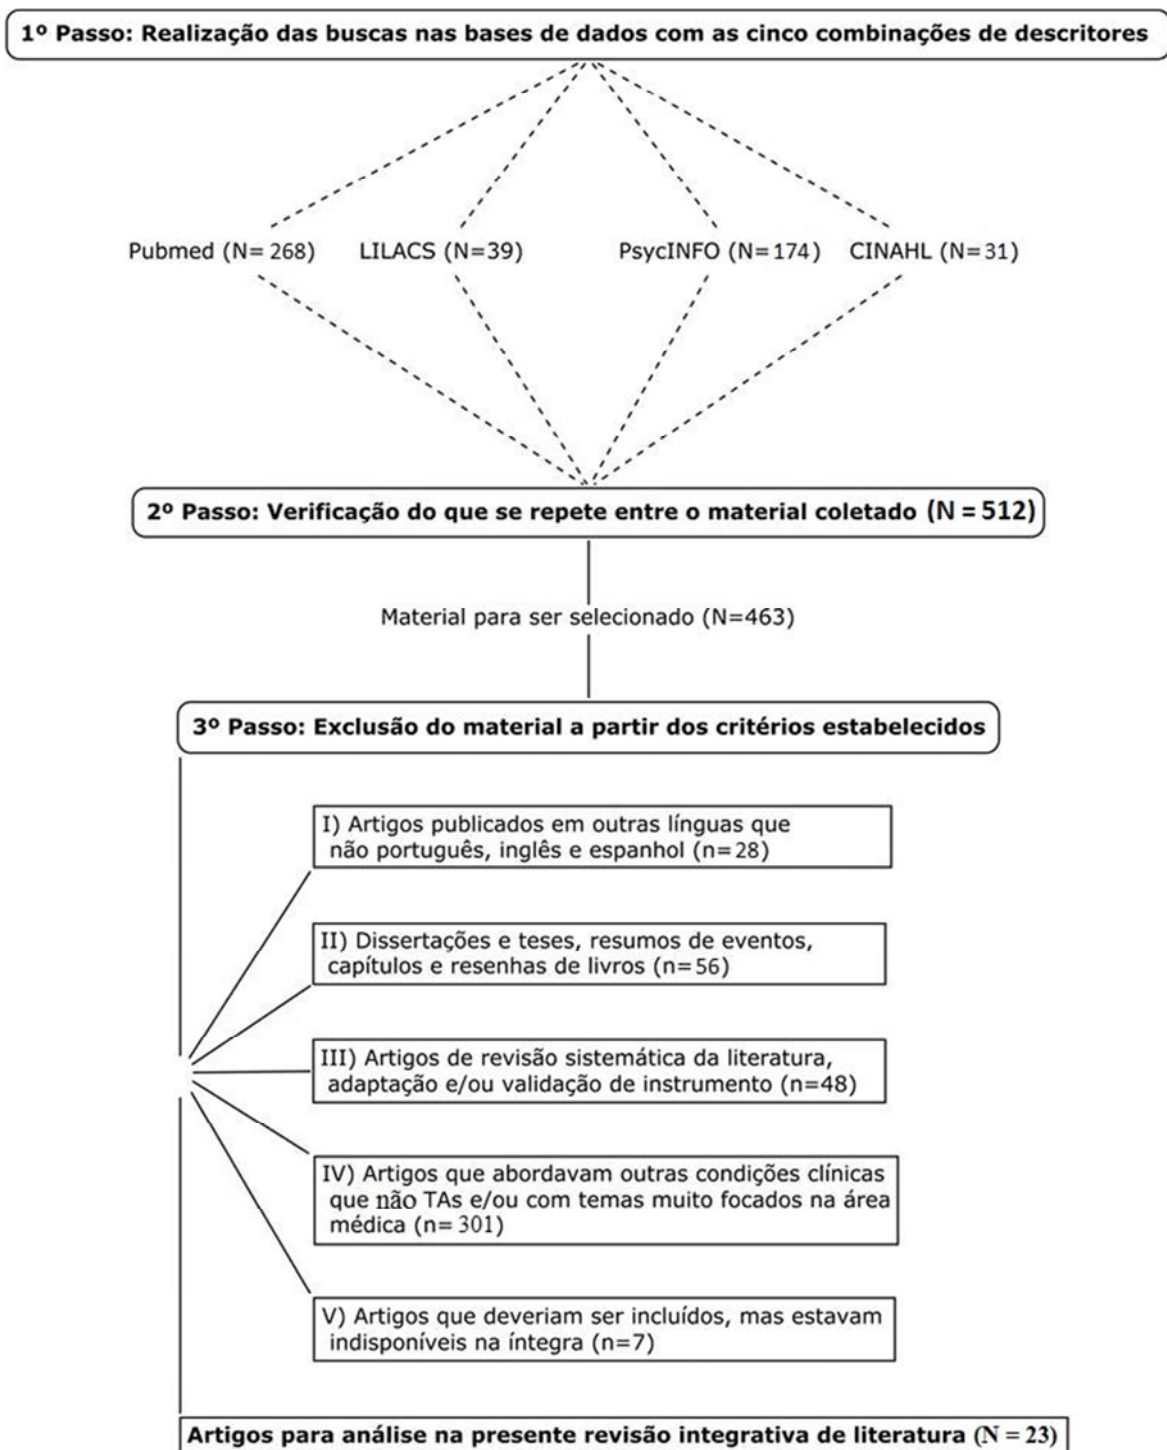 1º Passo: Realização das buscas nas bases de dados com as cinco combinações de descritores
Pubmed (N= 268)
LILACS (N=39)
PsycINFO (N=174)
CINAHL (N=31)
2º Passo: Verificação do que se repete entre o material coletado (N = 512)
Material para ser selecionado (N=463)
3º Passo: Exclusão do material a partir dos critérios estabelecidos
I) Artigos publicados em outras línguas que
não português, inglês e espanhol (n=28)
II) Dissertações e teses, resumos de eventos,
capítulos e resenhas de livros (n=56)
III) Artigos de revisão sistemática da literatura,
adaptação e/ou validação de instrumento (n=48)
IV) Artigos que abordavam outras condições clínicas
que não TAs e/ou com temas muito focados na área
médica (n= 301)
V) Artigos que deveriam ser incluídos, mas estavam
indisponíveis na íntegra (n=7)
Artigos para análise na presente revisão integrativa de literatura (N = 23)